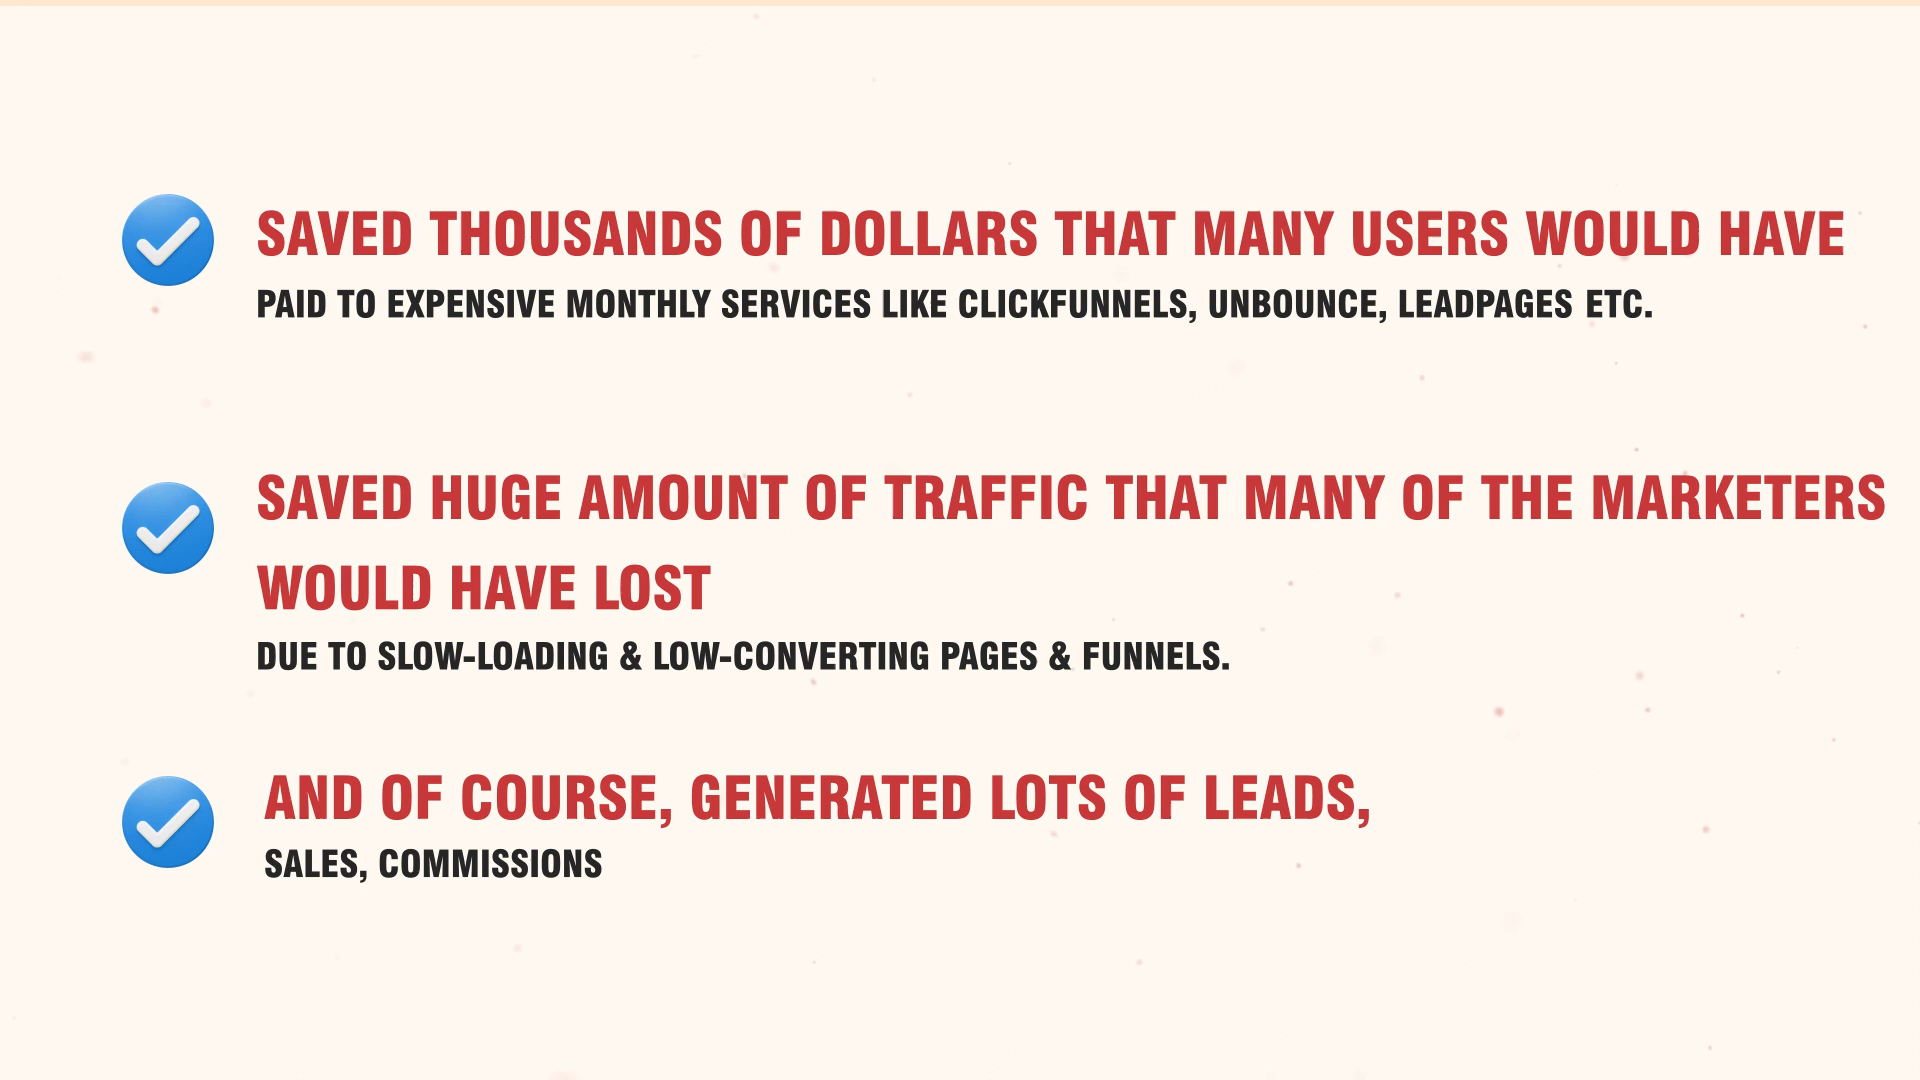 SAVED THOUSANDS OF DOLLARS THAT MANY USERS WOULD HAVE
PAID TO EXPENSIVE MONTHLY SERVICES LIKE CLICKFUNNELS, UNBOUNCE, LEADPAGES ETC.
SAVED HUGE AMOUNT OF TRAFFIC THAT MANY OF THE MARKETERS
WOULD HAVE LOST
DUE TO SLOW-LOADING & LOW-CONVERTING PAGES & FUNNELS.
AND OF COURSE, GENERATED LOTS OF LEADS,
SALES, COMMISSIONS